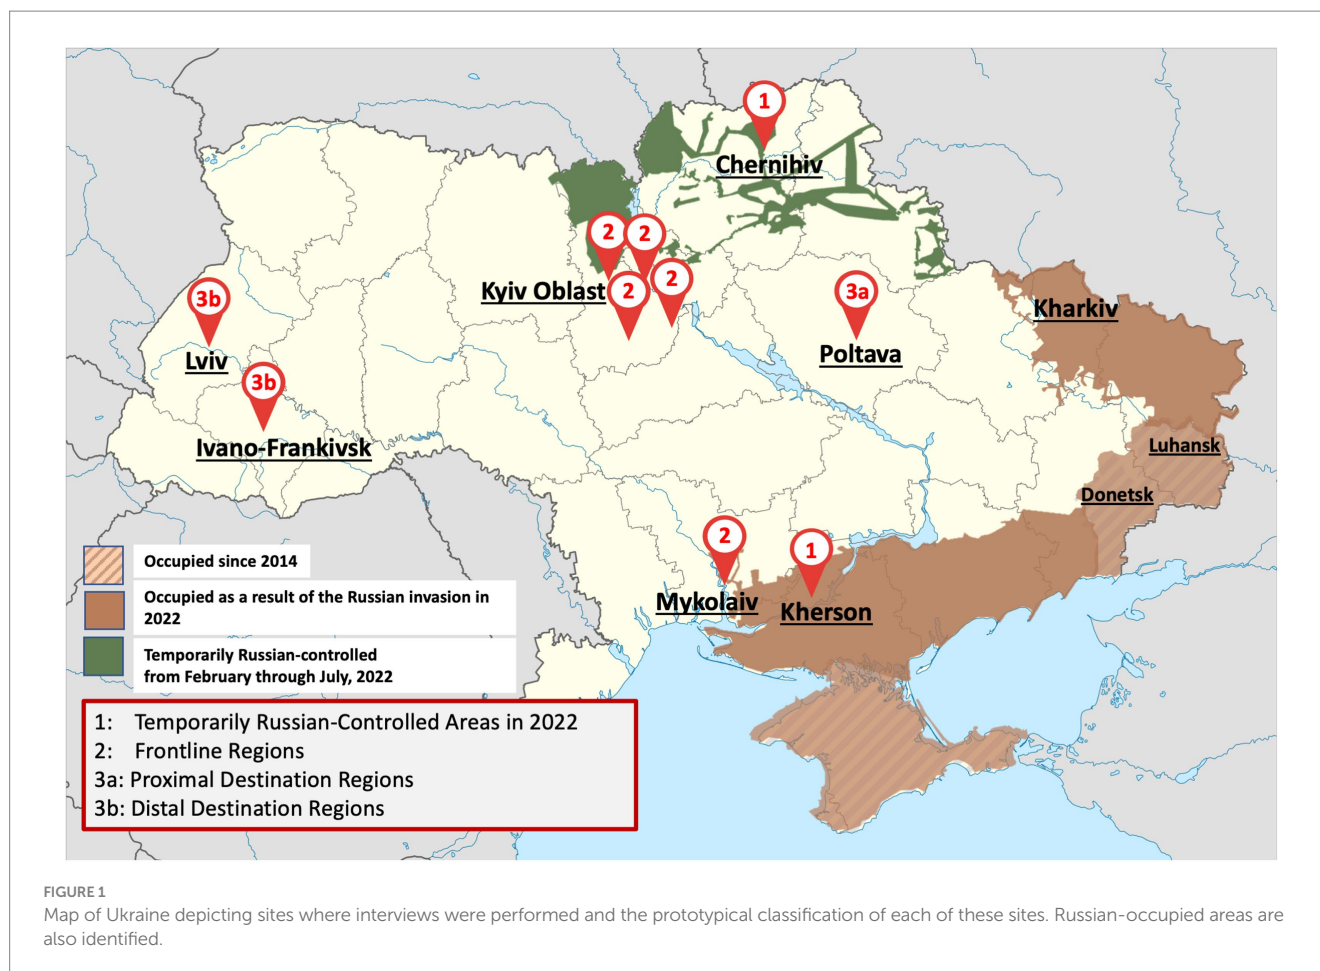 1
Chernihiv
2
2
2
2
Kyiv Oblast
3b
3a
Lviv
Poltava
Kharkiv
3b
Ivano-Frankivsk
Luhansk
Donetsk
2
1
Mykolaiv
Kherson
Occupied since 2014
Occupied as a result of the Russian invasion in
2022
Temporarily Russian-controlled
from February through July, 2022
1: Temporarily Russian-Controlled Areas in 2022
2: Frontline Regions
3a: Proximal Destination Regions
3b: Distal Destination Regions
FIGURE 1
Map of Ukraine depicting sites where interviews were performed and the prototypical classification of each of these sites. Russian-occupied areas are
also identified.